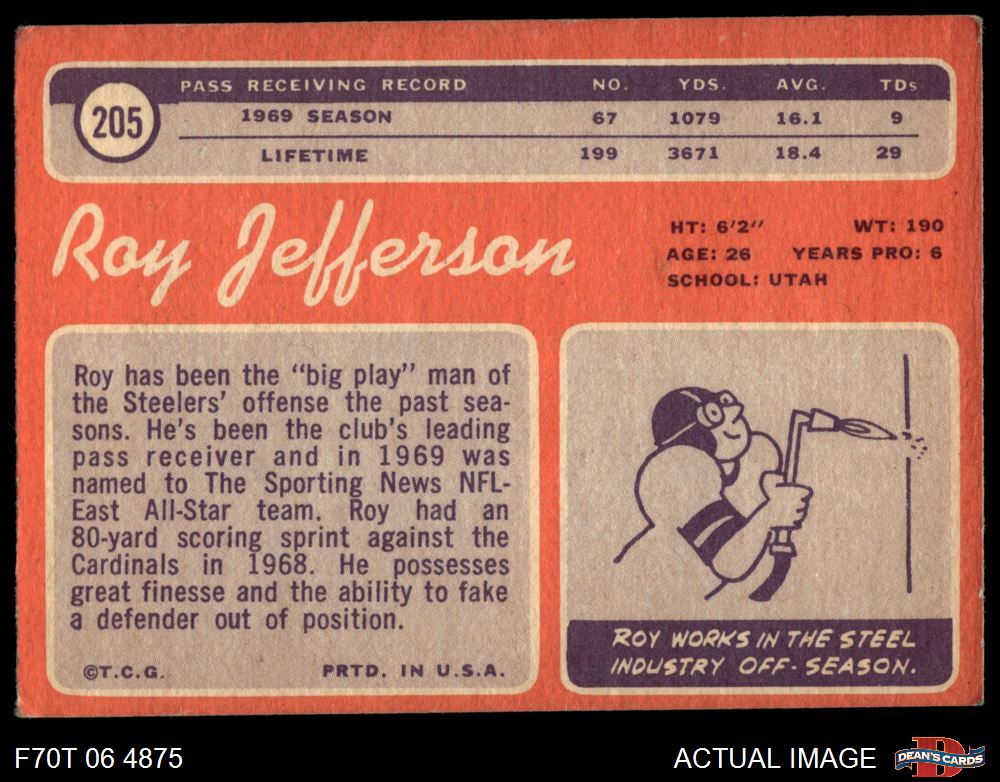 205
PASS RECEIVING RECORD NO. YDS. AVG. TDs
1969 SEASON 67 1079 16.1 9
LIFETIME 199 3671 18.4 29
Roy Jefferson
HT: 6'2" WT: 190
AGE: 26 YEARS PRO: 6
SCHOOL: UTAH
Roy has been the "big play" man of
the Steelers' offense the past sea-
sons. He's been the club's leading
pass receiver and in 1969 was
named to The Sporting News NFL-
East All-Star team. Roy had an
80-yard scoring sprint against the
Cardinals in 1968. He possesses
great finesse and the ability to fake
a defender out of position.
©T.C.G. PRTD. IN U.S.A.
ROY WORKS IN THE STEEL
INDUSTRY OFF-SEASON.
F70T 06 4875
ACTUAL IMAGE
D
DEAN'S CARDS